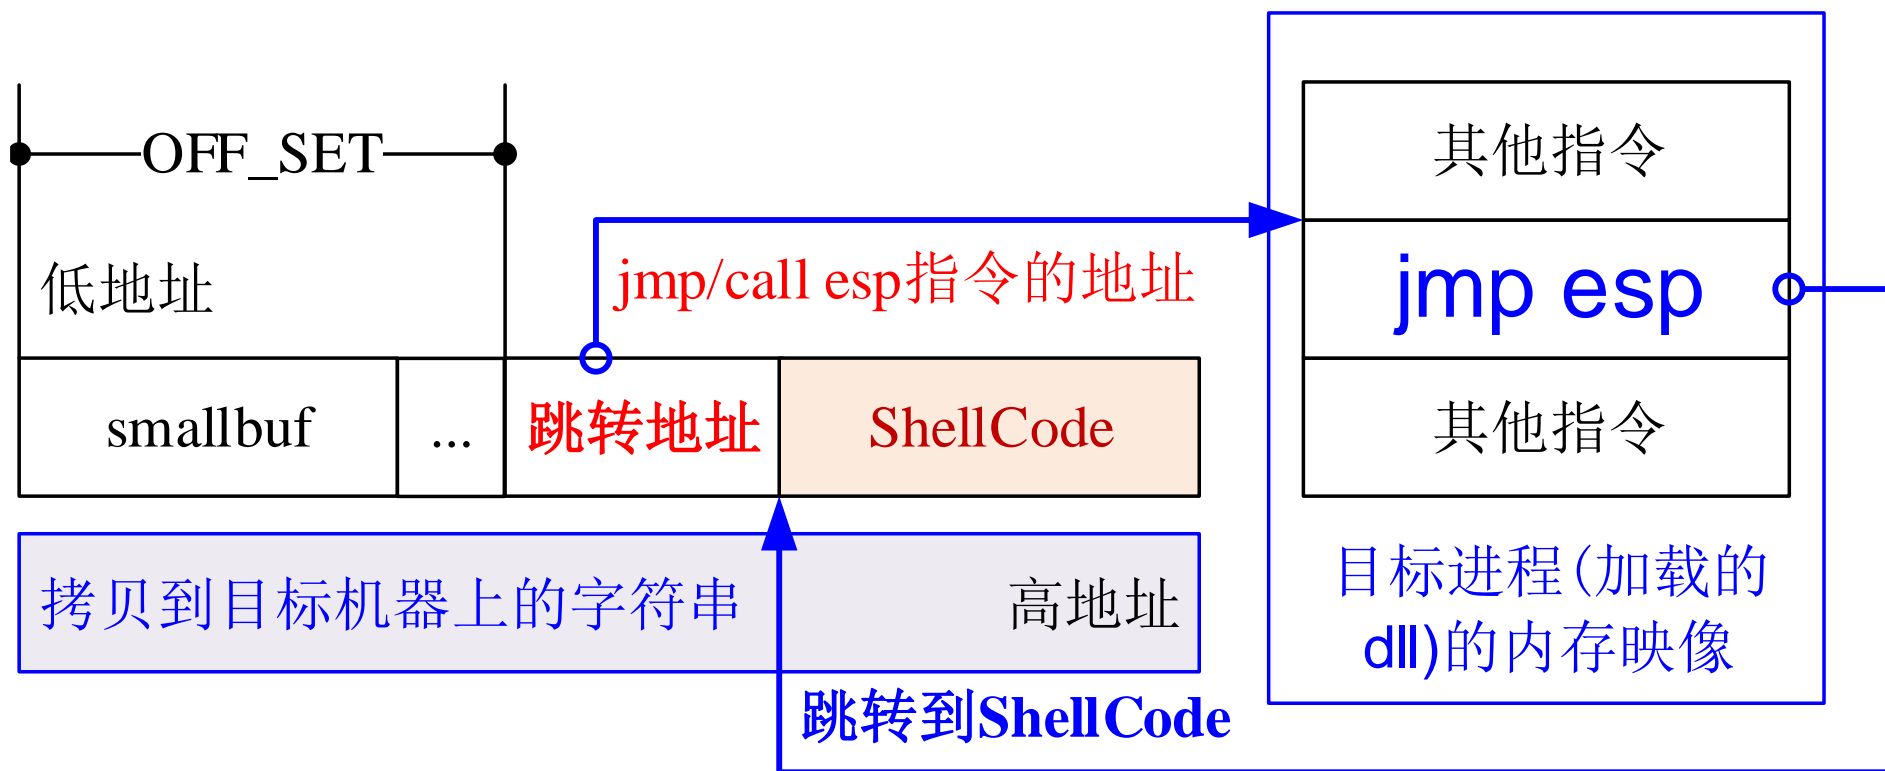 OFF_SET
低地址
jmp/call esp指令的地址
smallbuf
...
跳转地址
ShellCode
拷贝到目标机器上的字符串
高地址
跳转到ShellCode
其他指令
jmp esp
其他指令
目标进程(加载的
dll)的内存映像